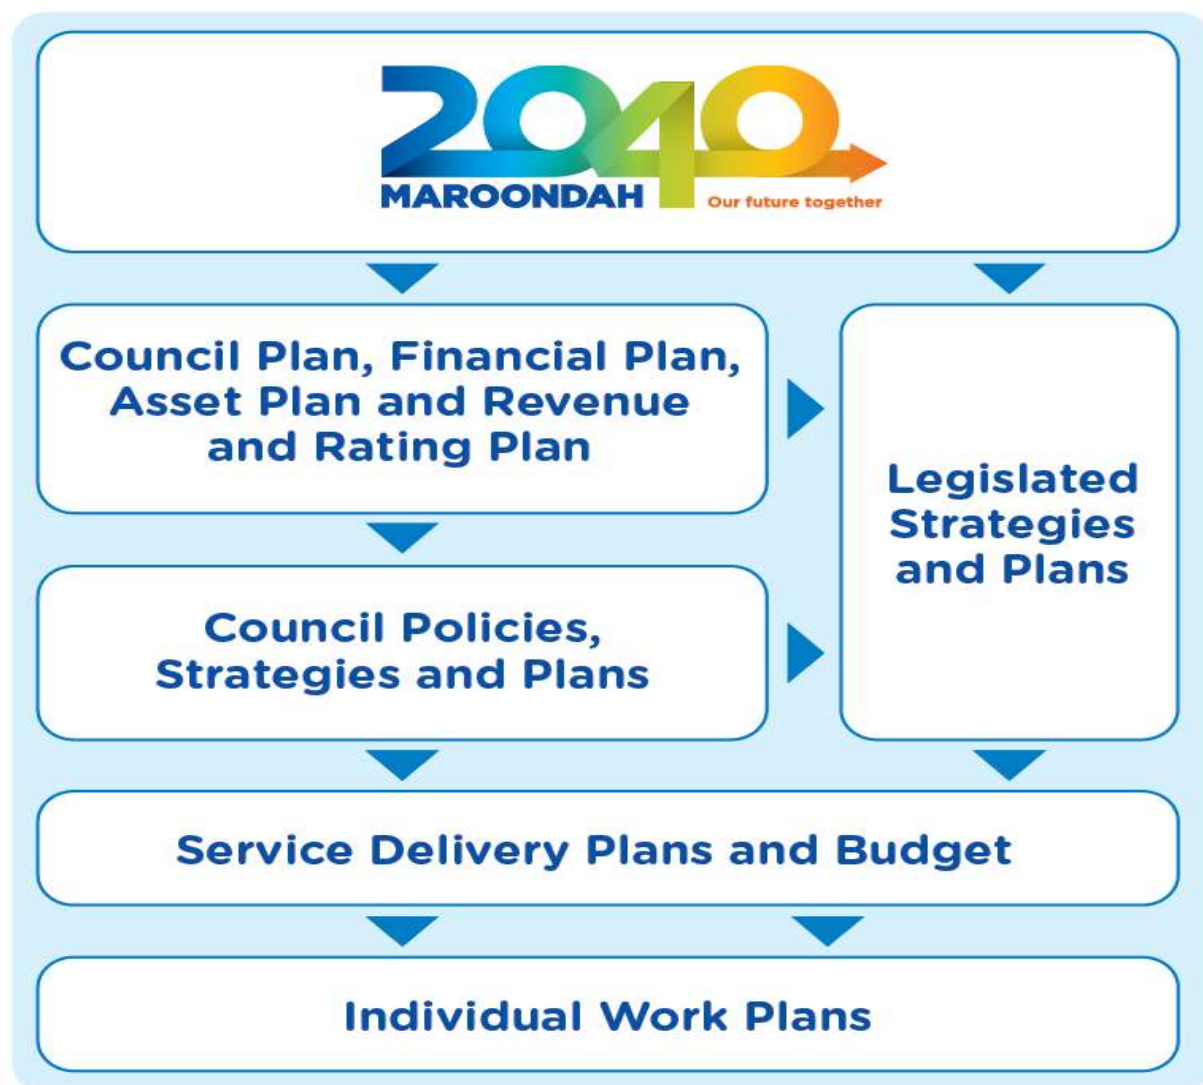 2040
MAROONDAH
Our future together
Council Plan, Financial Plan,
Asset Plan and Revenue
and Rating Plan
Legislated
Strategies
and Plans
Council Policies,
Strategies and Plans
Service Delivery Plans and Budget
Individual Work Plans